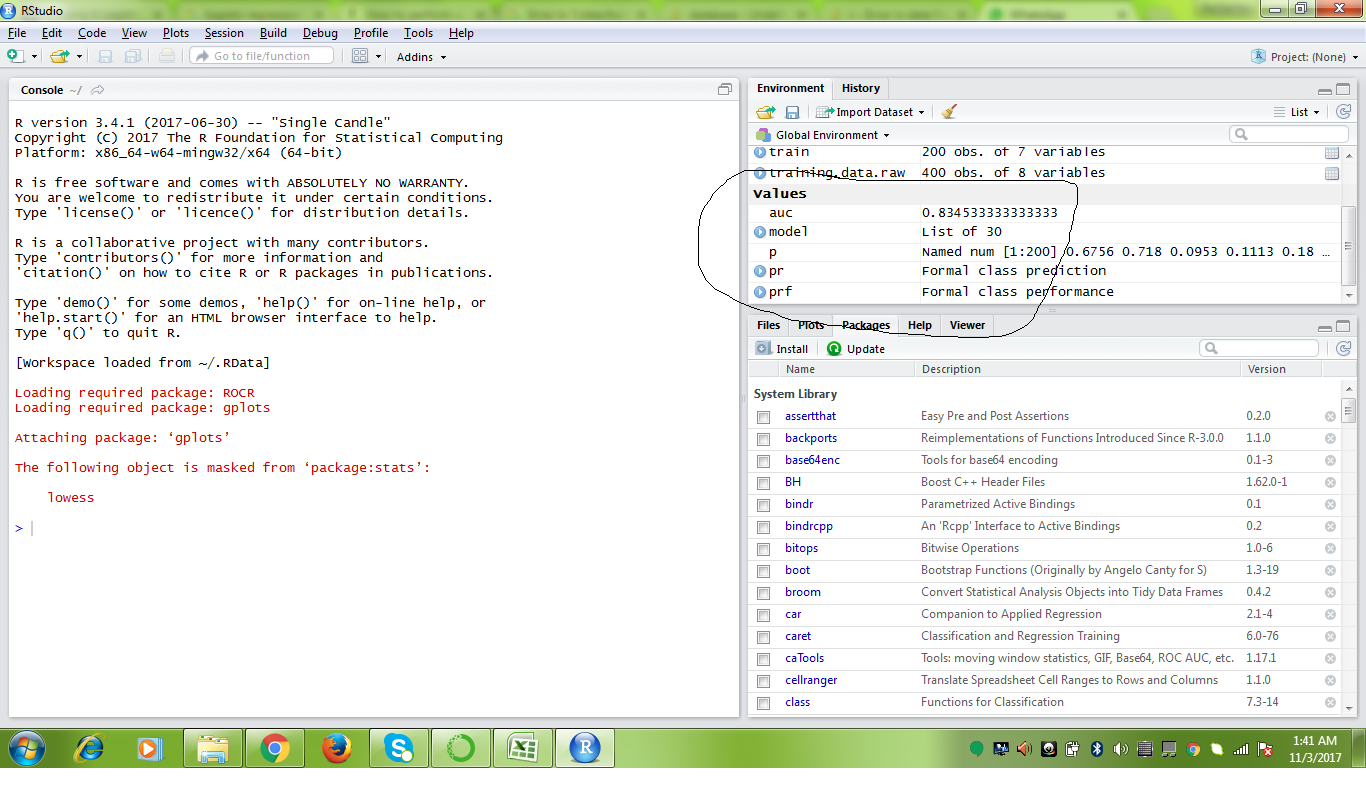 RStudio
File Edit Code View Plots Session Build Debug Profile Tools Help
Go to file/function Addins Project: (None)
Console ~/
R version 3.4.1 (2017-06-30) -- "Single Candle"
Copyright (C) 2017 The R Foundation for Statistical Computing
Platform: x86_64-w64-mingw32/x64 (64-bit)
R is free software and comes with ABSOLUTELY NO WARRANTY.
You are welcome to redistribute it under certain conditions.
Type 'license()' or 'licence()' for distribution details.
R is a collaborative project with many contributors.
Type 'contributors()' for more information and
'citation()' on how to cite R or R packages in publications.
Type 'demo()' for some demos, 'help()' for on-line help, or
'help.start()' for an HTML browser interface to help.
Type 'q()' to quit R.
[Workspace loaded from ~/.RData]
Loading required package: ROCR
Loading required package: gplots
Attaching package: ‘gplots’
The following object is masked from ‘package:stats’:
lowess
>
Environment History
Import Dataset List
Global Environment
train 200 obs. of 7 variables
training.data.raw 400 obs. of 8 variables
Values
auc 0.834533333333333
model List of 30
p Named num [1:200] 0.6756 0.718 0.0953 0.1113 0.18 ...
pr Formal class prediction
prf Formal class performance
Files Plots Packages Help Viewer
Install Update
Name Description Version
System Library
assertthat Easy Pre and Post Assertions 0.2.0
backports Reimplementations of Functions Introduced Since R-3.0.0 1.1.0
base64enc Tools for base64 encoding 0.1-3
BH Boost C++ Header Files 1.62.0-1
bindr Parametrized Active Bindings 0.1
bindrcpp An 'Rcpp' Interface to Active Bindings 0.2
bitops Bitwise Operations 1.0-6
boot Bootstrap Functions (Originally by Angelo Canty for S) 1.3-19
broom Convert Statistical Analysis Objects into Tidy Data Frames 0.4.2
car Companion to Applied Regression 2.1-4
caret Classification and Regression Training 6.0-76
caTools Tools: moving window statistics, GIF, Base64, ROC AUC, etc. 1.17.1
cellranger Translate Spreadsheet Cell Ranges to Rows and Columns 1.1.0
class Functions for Classification 7.3-14
1:41 AM
11/3/2017